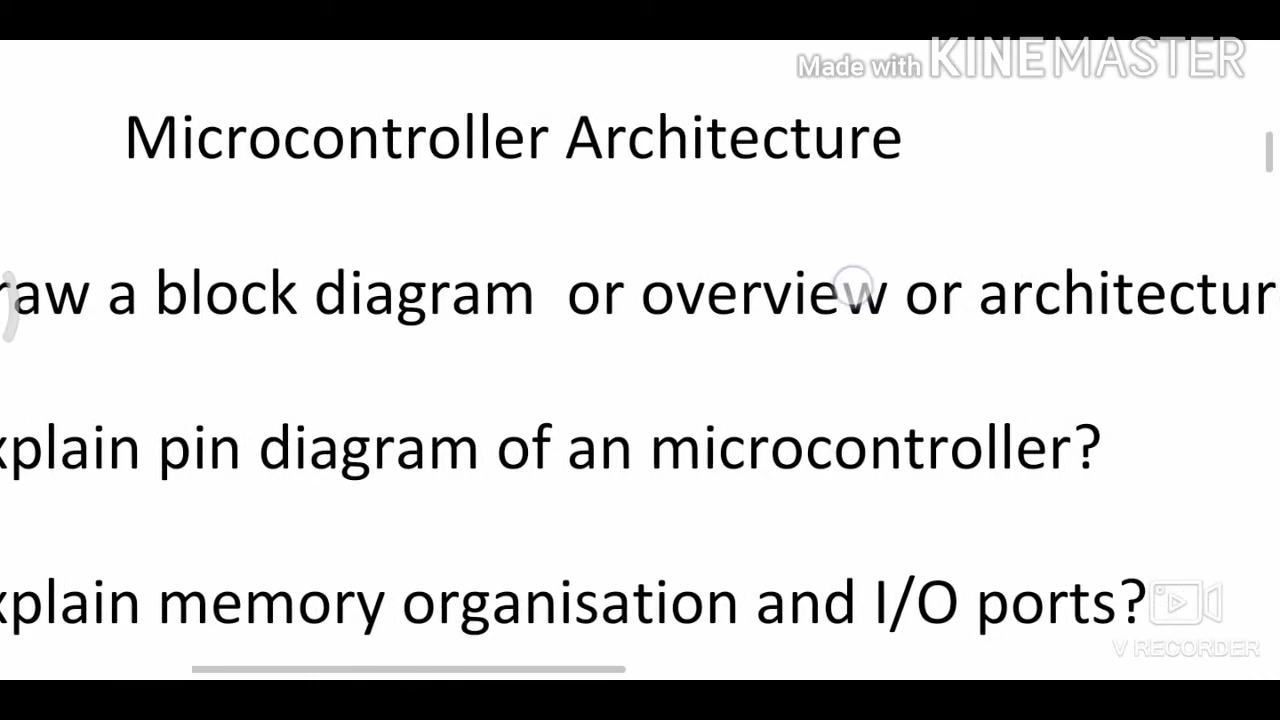 Made with KINEMASTER
Microcontroller Architecture
raw a block diagram or overview or architectur
xplain pin diagram of an microcontroller?
xplain memory organisation and I/O ports?
V RECORDER